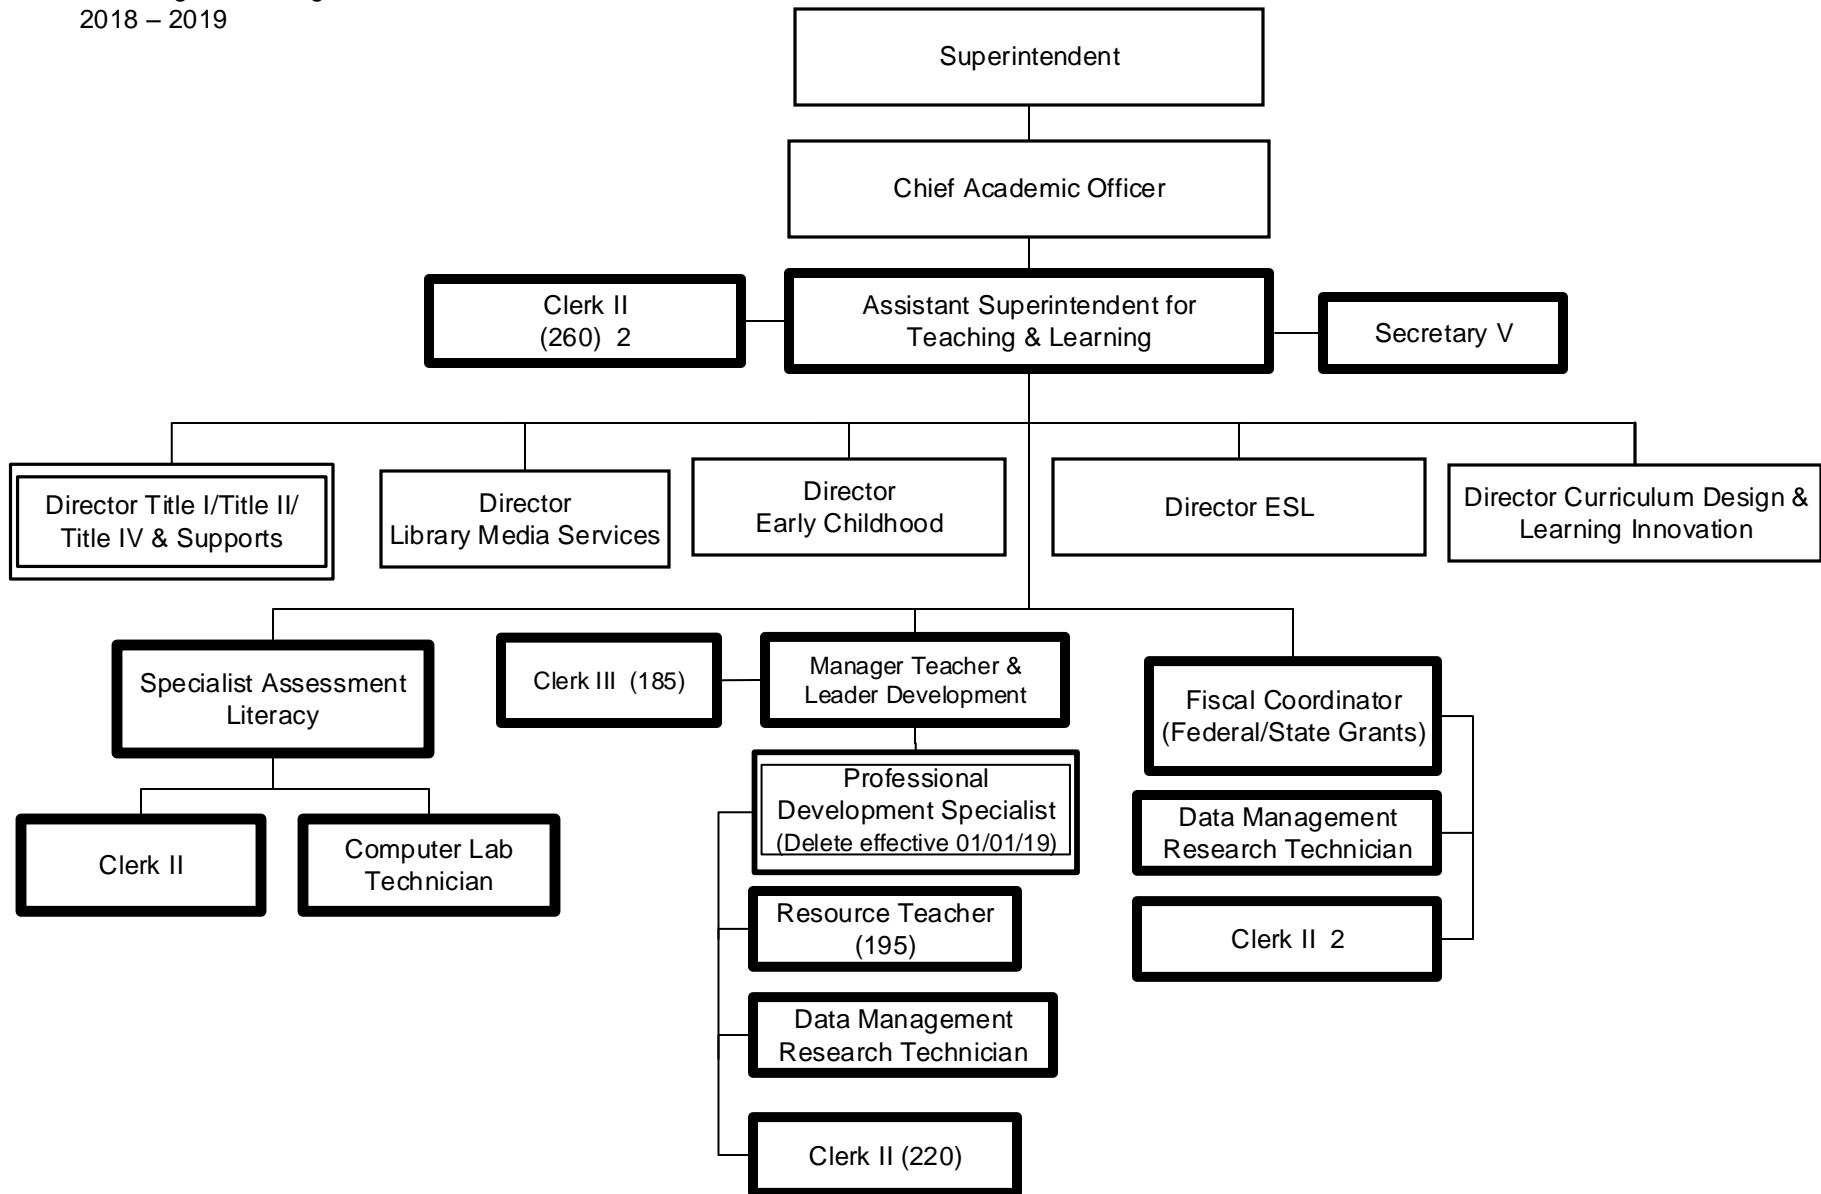 2018 – 2019
Superintendent
Chief Academic Officer
Clerk II
(260) 2
Assistant Superintendent for
Teaching & Learning
Secretary V
Director Title I/Title II/
Title IV & Supports
Director
Library Media Services
Director
Early Childhood
Director ESL
Director Curriculum Design &
Learning Innovation
Specialist Assessment
Literacy
Clerk III (185)
Manager Teacher &
Leader Development
Fiscal Coordinator
(Federal/State Grants)
Clerk II
Computer Lab
Technician
Professional
Development Specialist
(Delete effective 01/01/19)
Resource Teacher
(195)
Data Management
Research Technician
Clerk II (220)
Data Management
Research Technician
Clerk II 2